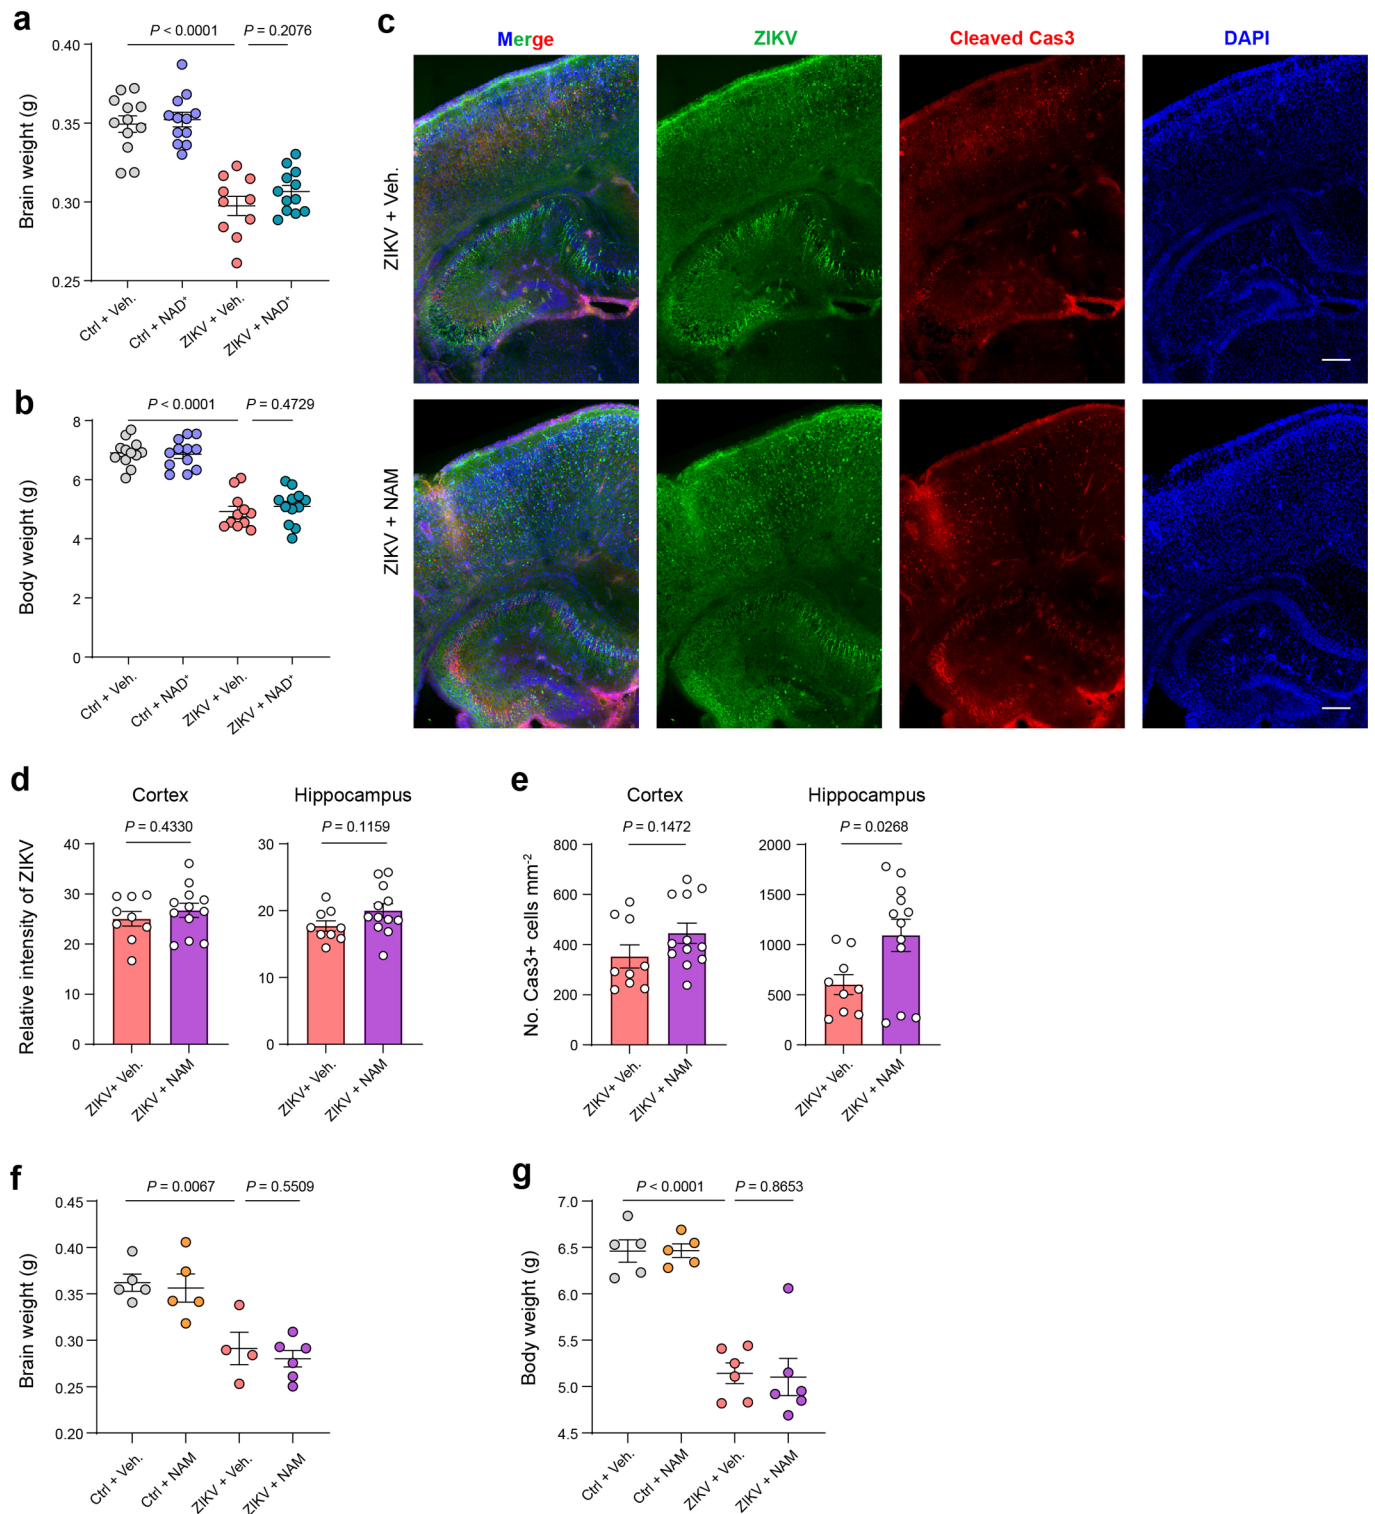 a
P < 0.0001
P = 0.2076
Brain weight (g)
0.40
0.35
0.30
0.25
Ctrl + Veh.
Ctrl + NAD⁺
ZIKV + Veh.
ZIKV + NAD⁺
b
P < 0.0001
P = 0.4729
Body weight (g)
8
6
4
2
0
Ctrl + Veh.
Ctrl + NAD⁺
ZIKV + Veh.
ZIKV + NAD⁺
c
Merge
ZIKV
Cleaved Cas3
DAPI
ZIKV + Veh.
ZIKV + NAM
d
Cortex
P = 0.4330
Relative intensity of ZIKV
40
30
20
10
0
ZIKV+ Veh.
ZIKV + NAM
Hippocampus
P = 0.1159
30
20
10
0
ZIKV+ Veh.
ZIKV + NAM
e
Cortex
P = 0.1472
No. Cas3+ cells mm⁻²
800
600
400
200
0
ZIKV+ Veh.
ZIKV + NAM
Hippocampus
P = 0.0268
2000
1500
1000
500
0
ZIKV+ Veh.
ZIKV + NAM
f
P = 0.0067
P = 0.5509
Brain weight (g)
0.45
0.40
0.35
0.30
0.25
0.20
Ctrl + Veh.
Ctrl + NAM
ZIKV + Veh.
ZIKV + NAM
g
P < 0.0001
P = 0.8653
Body weight (g)
7.0
6.5
6.0
5.5
5.0
4.5
Ctrl + Veh.
Ctrl + NAM
ZIKV + Veh.
ZIKV + NAM